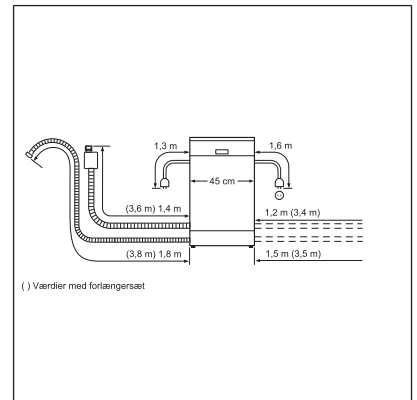 1,3 m
1,6 m
45 cm
(3,6 m) 1,4 m
1,2 m (3,4 m)
(3,8 m) 1,8 m
1,5 m (3,5 m)
( ) Værdier med forlængersæt